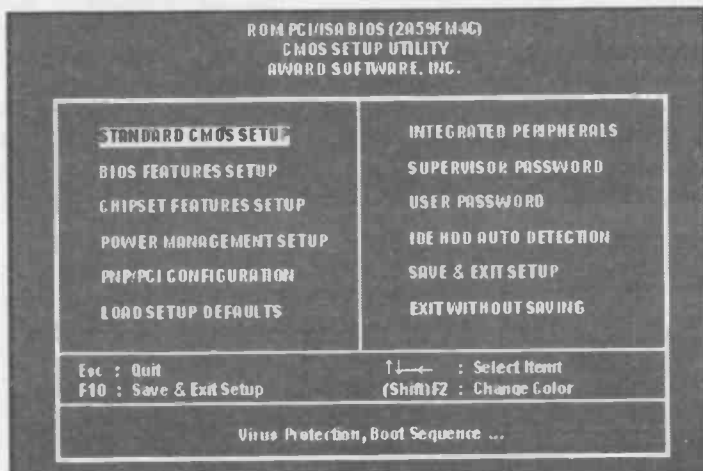 ROM PCI/ISA BIOS (2A59FM4C)
CMOS SETUP UTILITY
AWARD SOFTWARE, INC.
STANDARD CMOS SETUP
BIOS FEATURES SETUP
CHIPSET FEATURES SETUP
POWER MANAGEMENT SETUP
PNP/PCI CONFIGURATION
LOAD SETUP DEFAULTS
INTEGRATED PERIPHERALS
SUPERVISOR PASSWORD
USER PASSWORD
IDE HDD AUTO DETECTION
SAVE & EXIT SETUP
EXIT WITHOUT SAVING
Esc : Quit
F10 : Save & Exit Setup
↑↓→← : Select Item
(Shift)F2 : Change Color
Virus Protection, Boot Sequence ...